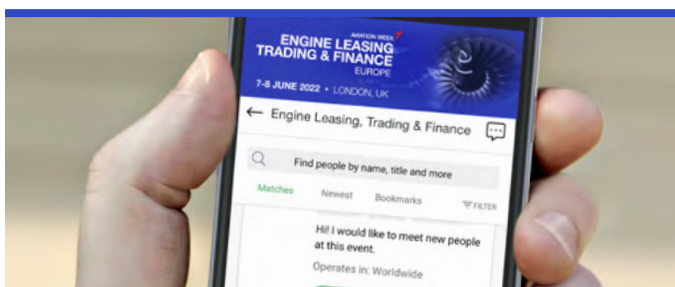 AVIATION WEEK
ENGINE LEASING
TRADING & FINANCE
EUROPE
7-8 JUNE 2022 • LONDON, UK
← Engine Leasing, Trading & Finance
Find people by name, title and more
Matches Newest Bookmarks FILTER
Hi! I would like to meet new people
at this event.
Operates in: Worldwide